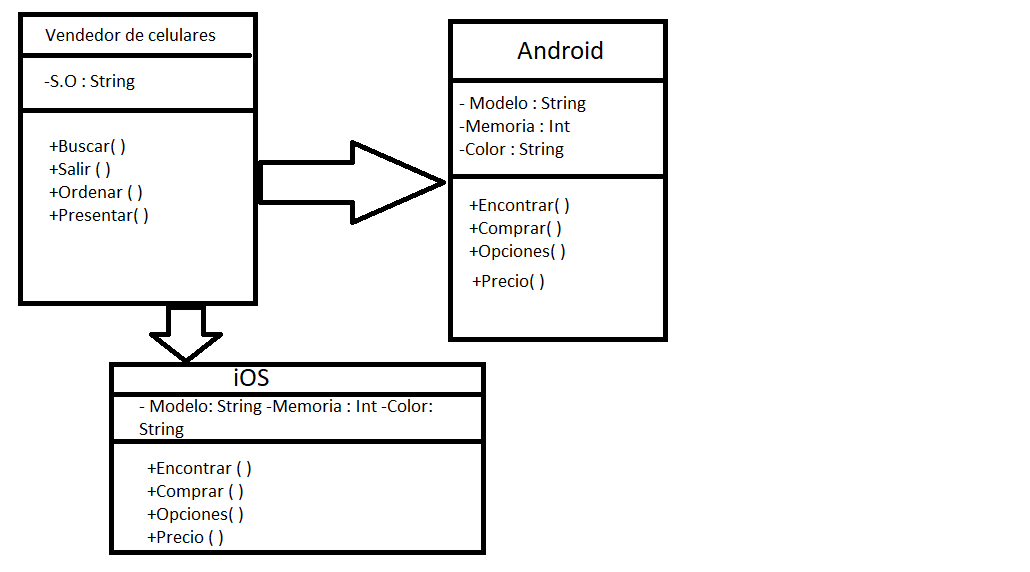 Vendedor de celulares
-S.O : String
+Buscar( )
+Salir ( )
+Ordenar ( )
+Presentar( )
Android
- Modelo : String
-Memoria : Int
-Color : String
+Encontrar( )
+Comprar( )
+Opciones( )
+Precio( )
iOS
- Modelo: String -Memoria : Int -Color:
String
+Encontrar ( )
+Comprar ( )
+Opciones( )
+Precio ( )